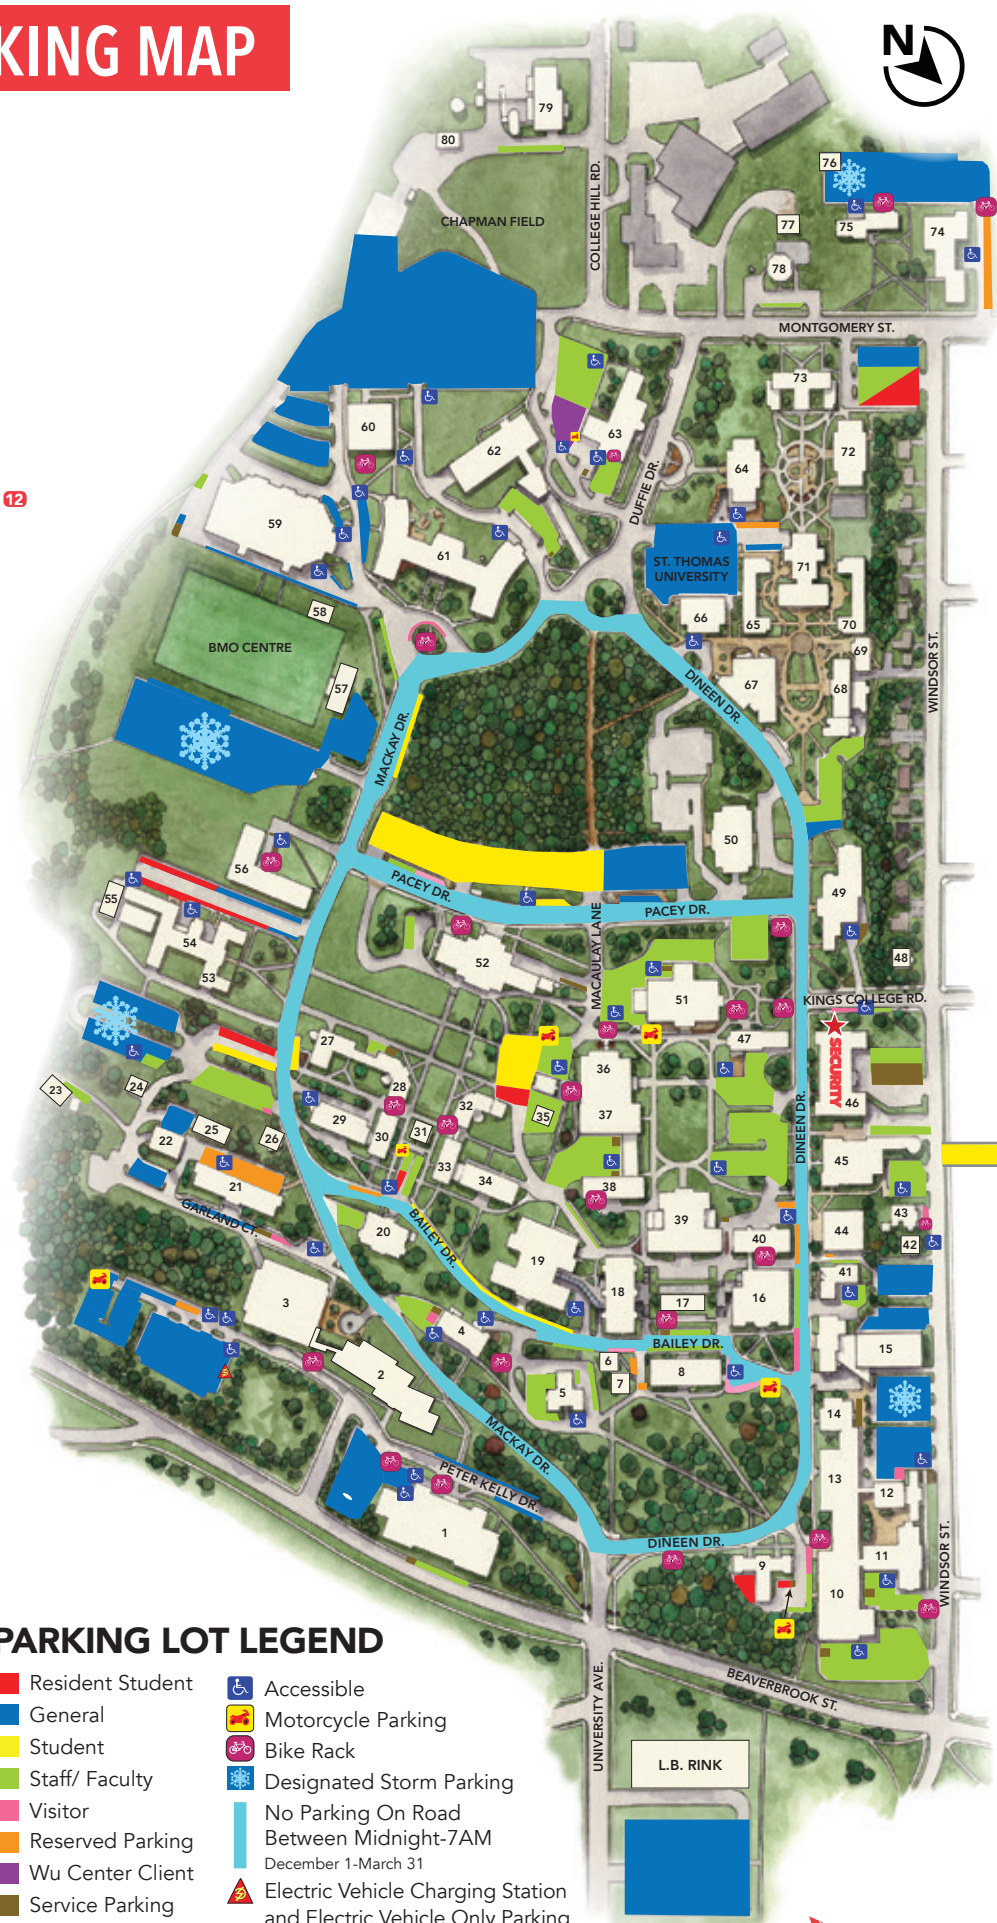 KING MAP
N
79
80
COLLEGE HILL RD.
CHAPMAN FIELD
76
75
74
77
78
MONTGOMERY ST.
73
60
62
63
64
72
12
59
61
DUFFIE DR.
ST. THOMAS
UNIVERSITY
71
58
66
65
70
BMO CENTRE
69
WINDSOR ST.
57
67
68
DINEEN DR.
MACKAY DR.
50
56
49
55
PACEY DR.
PACEY DR.
54
52
MACAULAY LANE
48
53
51
KINGS COLLEGE RD.
SECURITY
27
47
36
23
24
28
46
29
32
35
37
25
26
30
31
DINEEN DR.
22
33
45
21
34
38
GARLAND CT.
BAILEY DR.
20
39
43
44
40
42
19
41
3
18
17
16
4
BAILEY DR.
15
2
6
8
5
7
14
MACKAY DR.
13
PETER KELLY DR.
12
1
DINEEN DR.
WINDSOR ST.
9
11
10
PARKING LOT LEGEND
Resident Student
General
Student
Staff/ Faculty
Visitor
Reserved Parking
Wu Center Client
Service Parking
Accessible
Motorcycle Parking
Bike Rack
Designated Storm Parking
No Parking On Road
Between Midnight-7AM
December 1-March 31
Electric Vehicle Charging Station
and Electric Vehicle Only Parking
UNIVERSITY AVE.
BEAVERBROOK ST.
L.B. RINK